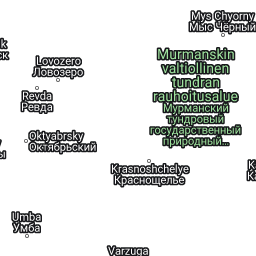 Mys Chyorny
Мыс Чёрный
Murmanskin
valtiollinen
tundran
rauhoitusalue
Мурманский
тундровый
государственный
природный...
Lovozero
Ловозеро
Revda
Ревда
Oktyabrsky
Октябрьский
Krasnoshchelye
Краснощелье
Umba
Умба
Varzuga